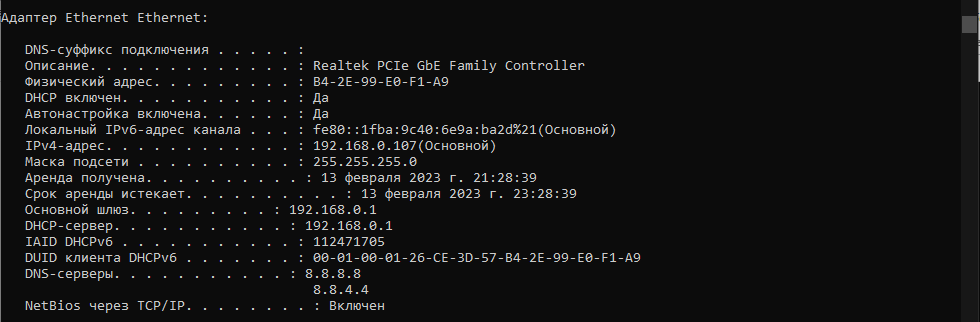 Адаптер Ethernet Ethernet:
DNS-суффикс подключения . . . . . :
Описание. . . . . . . . . . . . . : Realtek PCIe GbE Family Controller
Физический адрес. . . . . . . . . : B4-2E-99-E0-F1-A9
DHCP включен. . . . . . . . . . . : Да
Автонастройка включена. . . . . . : Да
Локальный IPv6-адрес канала . . . : fe80::1fba:9c40:6e9a:ba2d%21(Основной)
IPv4-адрес. . . . . . . . . . . . : 192.168.0.107(Основной)
Маска подсети . . . . . . . . . . : 255.255.255.0
Аренда получена. . . . . . . . . . : 13 февраля 2023 г. 21:28:39
Срок аренды истекает. . . . . . . . . . : 13 февраля 2023 г. 23:28:39
Основной шлюз. . . . . . . . . : 192.168.0.1
DHCP-сервер. . . . . . . . . . . : 192.168.0.1
IAID DHCPv6 . . . . . . . . . . . : 112471705
DUID клиента DHCPv6 . . . . . . . : 00-01-00-01-26-CE-3D-57-B4-2E-99-E0-F1-A9
DNS-серверы. . . . . . . . . . . : 8.8.8.8
8.8.4.4
NetBios через TCP/IP. . . . . . . . : Включен